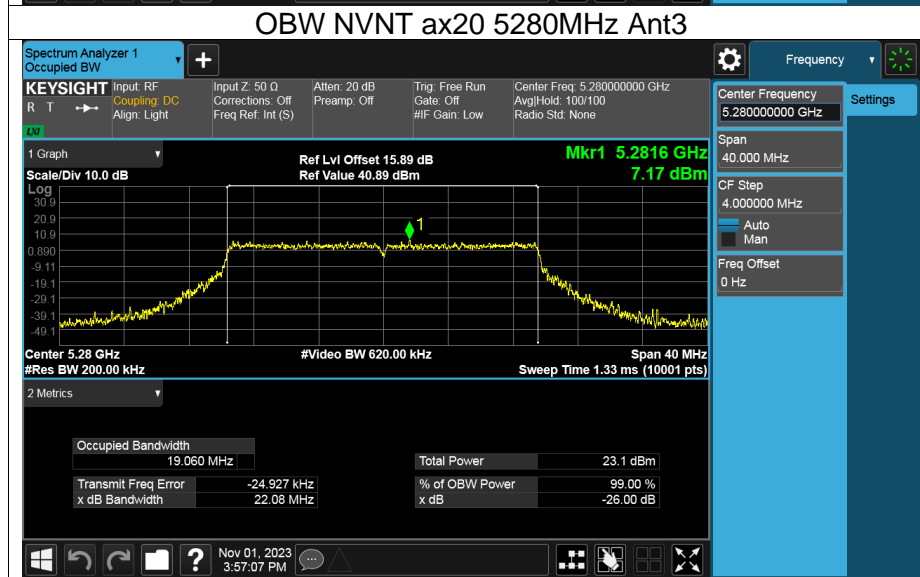 OBW NVNT ax20 5280MHz Ant3
Spectrum Analyzer 1
Occupied BW
+
Frequency
KEYSIGHT
R T
LXI
Input: RF
Coupling: DC
Align: Light
Input Z: 50 Ω
Corrections: Off
Freq Ref: Int (S)
Atten: 20 dB
Preamp: Off
Trig: Free Run
Gate: Off
#IF Gain: Low
Center Freq: 5.280000000 GHz
Avg|Hold: 100/100
Radio Std: None
Center Frequency
5.280000000 GHz
Settings
Span
40.000 MHz
CF Step
4.000000 MHz
Auto
Man
Freq Offset
0 Hz
1 Graph
Ref Lvl Offset 15.89 dB
Mkr1 5.2816 GHz
Scale/Div 10.0 dB
Ref Value 40.89 dBm
7.17 dBm
Log
30.9
20.9
10.9
0.890
-9.11
-19.1
-29.1
-39.1
-49.1
1
Center 5.28 GHz
#Video BW 620.00 kHz
Span 40 MHz
#Res BW 200.00 kHz
Sweep Time 1.33 ms (10001 pts)
2 Metrics
Occupied Bandwidth
19.060 MHz
Total Power 23.1 dBm
Transmit Freq Error -24.927 kHz
% of OBW Power 99.00 %
x dB Bandwidth 22.08 MHz
x dB -26.00 dB
?
Nov 01, 2023
3:57:07 PM